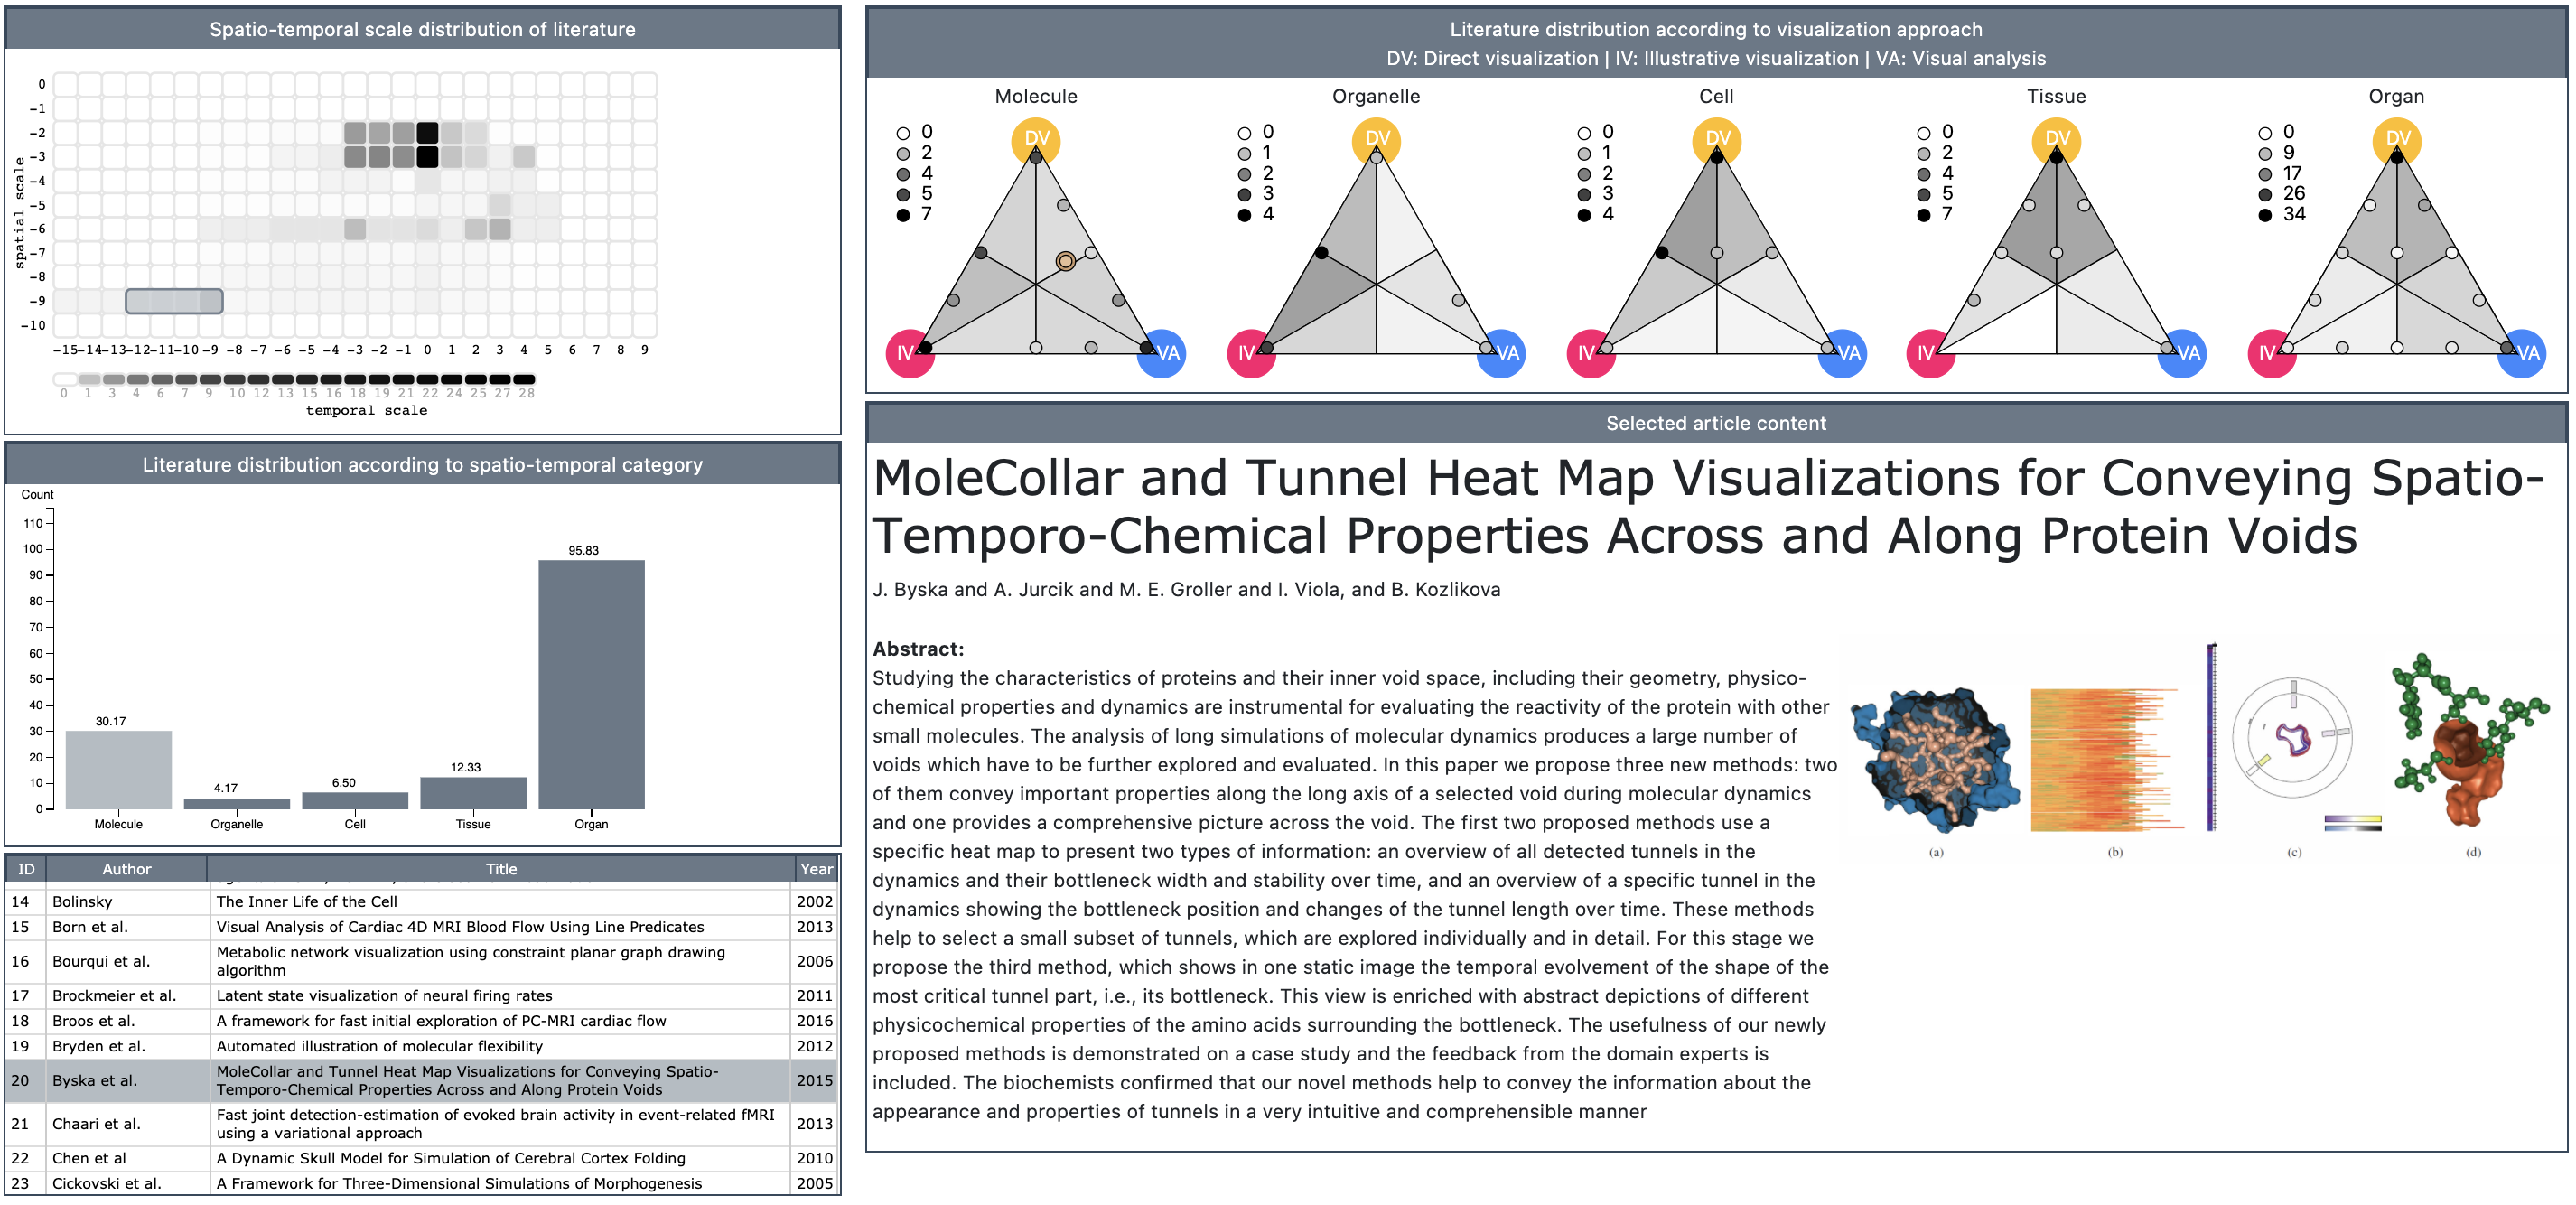 Spatio-temporal scale distribution of literature
spatial scale
0
−1
−2
−3
−4
−5
−6
−7
−8
−9
−10
−15−14−13−12−11−10 −9 −8 −7 −6 −5 −4 −3 −2 −1 0 1 2 3 4 5 6 7 8 9
0 1 3 4 6 7 9 10 12 13 15 16 18 19 21 22 24 25 27 28
temporal scale
Literature distribution according to spatio-temporal category
Count
110
100
90
80
70
60
50
40
30
20
10
0
30.17
4.17
6.50
12.33
95.83
Molecule Organelle Cell Tissue Organ
ID Author Title Year
14 Bolinsky The Inner Life of the Cell 2002
15 Born et al. Visual Analysis of Cardiac 4D MRI Blood Flow Using Line Predicates 2013
16 Bourqui et al. Metabolic network visualization using constraint planar graph drawing
algorithm 2006
17 Brockmeier et al. Latent state visualization of neural firing rates 2011
18 Broos et al. A framework for fast initial exploration of PC-MRI cardiac flow 2016
19 Bryden et al. Automated illustration of molecular flexibility 2012
20 Byska et al. MoleCollar and Tunnel Heat Map Visualizations for Conveying Spatio-
Temporo-Chemical Properties Across and Along Protein Voids 2015
21 Chaari et al. Fast joint detection-estimation of evoked brain activity in event-related fMRI
using a variational approach 2013
22 Chen et al A Dynamic Skull Model for Simulation of Cerebral Cortex Folding 2010
23 Cickovski et al. A Framework for Three-Dimensional Simulations of Morphogenesis 2005
Literature distribution according to visualization approach
DV: Direct visualization | IV: Illustrative visualization | VA: Visual analysis
Molecule
0
2
4
5
7
DV
IV
VA
Organelle
0
1
2
3
4
DV
IV
VA
Cell
0
1
2
3
4
DV
IV
VA
Tissue
0
2
4
5
7
DV
IV
VA
Organ
0
9
17
26
34
DV
IV
VA
Selected article content
MoleCollar and Tunnel Heat Map Visualizations for Conveying Spatio-
Temporo-Chemical Properties Across and Along Protein Voids
J. Byska and A. Jurcik and M. E. Groller and I. Viola, and B. Kozlikova
Abstract:
Studying the characteristics of proteins and their inner void space, including their geometry, physico-
chemical properties and dynamics are instrumental for evaluating the reactivity of the protein with other
small molecules. The analysis of long simulations of molecular dynamics produces a large number of
voids which have to be further explored and evaluated. In this paper we propose three new methods: two
of them convey important properties along the long axis of a selected void during molecular dynamics
and one provides a comprehensive picture across the void. The first two proposed methods use a
specific heat map to present two types of information: an overview of all detected tunnels in the
dynamics and their bottleneck width and stability over time, and an overview of a specific tunnel in the
dynamics showing the bottleneck position and changes of the tunnel length over time. These methods
help to select a small subset of tunnels, which are explored individually and in detail. For this stage we
propose the third method, which shows in one static image the temporal evolvement of the shape of the
most critical tunnel part, i.e., its bottleneck. This view is enriched with abstract depictions of different
physicochemical properties of the amino acids surrounding the bottleneck. The usefulness of our newly
proposed methods is demonstrated on a case study and the feedback from the domain experts is
included. The biochemists confirmed that our novel methods help to convey the information about the
appearance and properties of tunnels in a very intuitive and comprehensible manner
(a) (b) (c) (d)